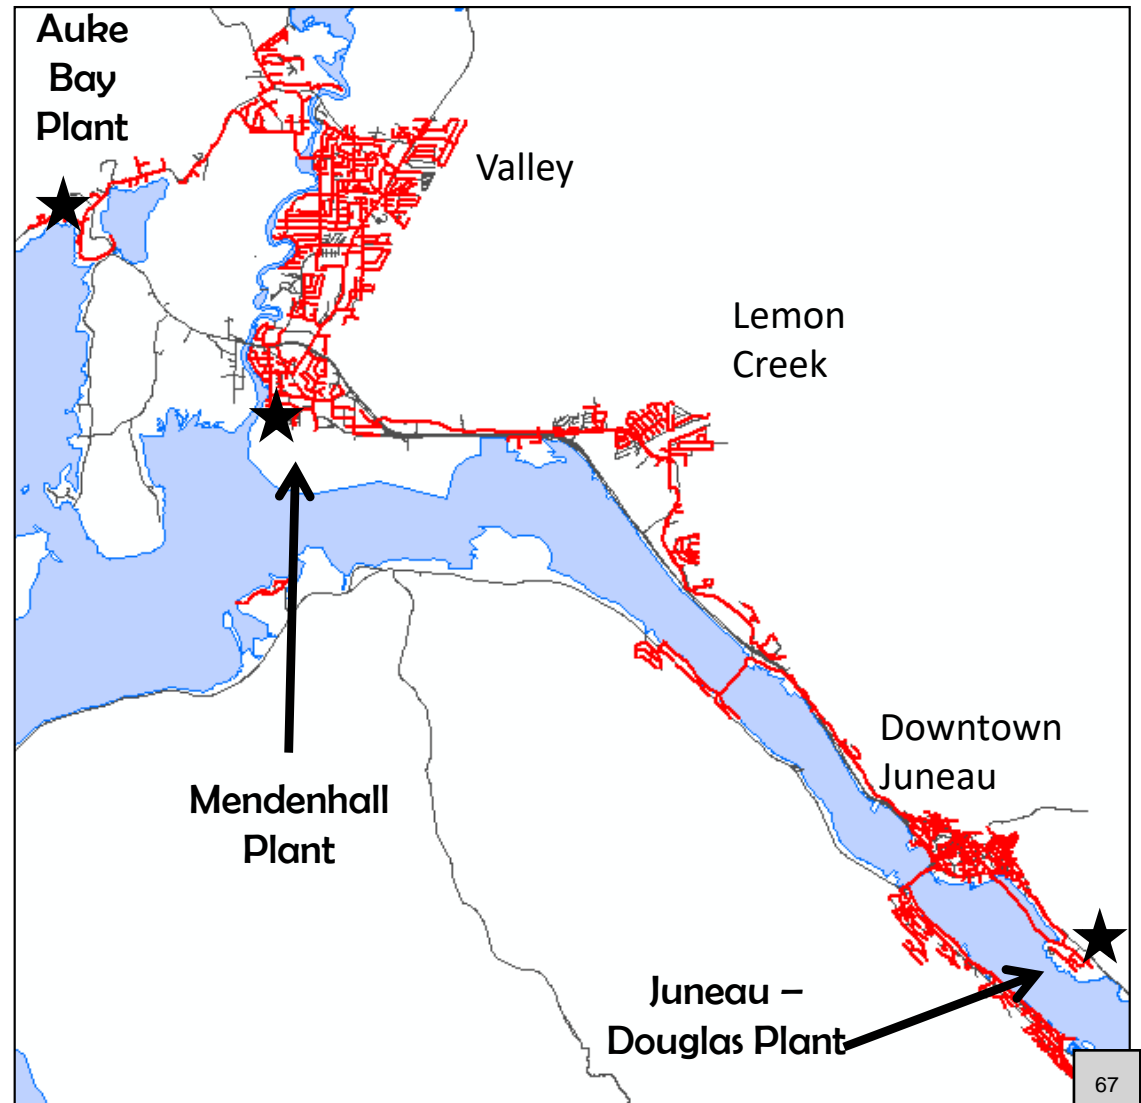 Auke
Bay
Plant
Valley
Lemon
Creek
Mendenhall
Plant
Downtown
Juneau
Juneau –
Douglas Plant
67